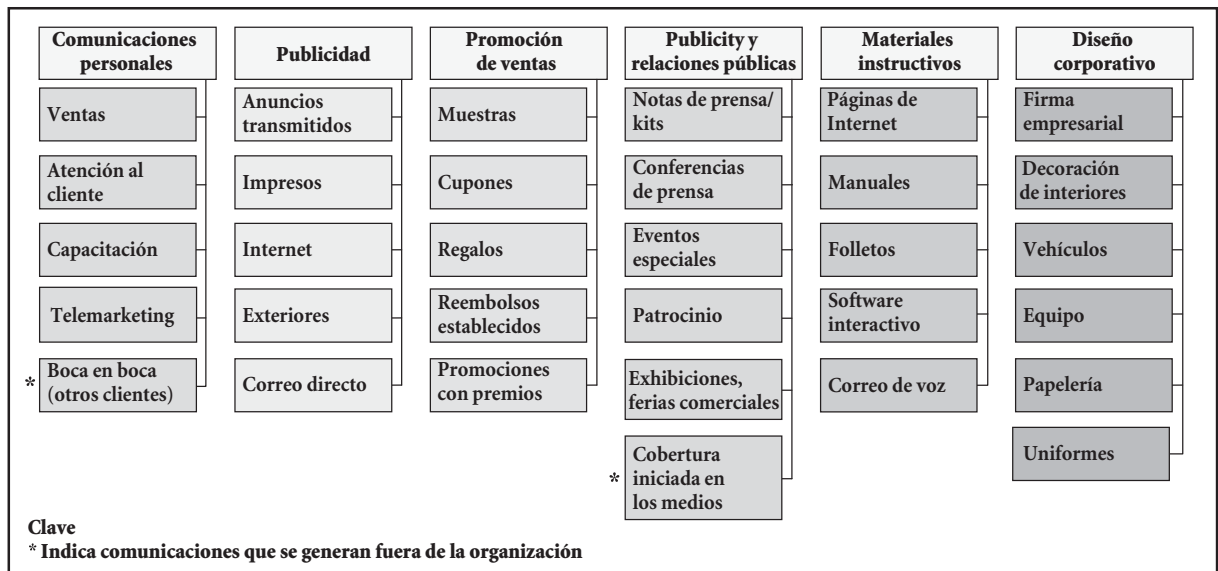 Comunicaciones
personales
Ventas
Atención al
cliente
Capacitación
Telemarketing
* Boca en boca
(otros clientes)
Publicidad
Anuncios
transmitidos
Impresos
Internet
Exteriores
Correo directo
Promoción
de ventas
Muestras
Cupones
Regalos
Reembolsos
establecidos
Promociones
con premios
Publicity y
relaciones públicas
Notas de prensa/
kits
Conferencias
de prensa
Eventos
especiales
Patrocinio
Exhibiciones,
ferias comerciales
Cobertura
* iniciada en
los medios
Materiales
instructivos
Páginas de
Internet
Manuales
Folletos
Software
interactivo
Correo de voz
Diseño
corporativo
Firma
empresarial
Decoración
de interiores
Vehículos
Equipo
Papelería
Uniformes
Clave
* Indica comunicaciones que se generan fuera de la organización